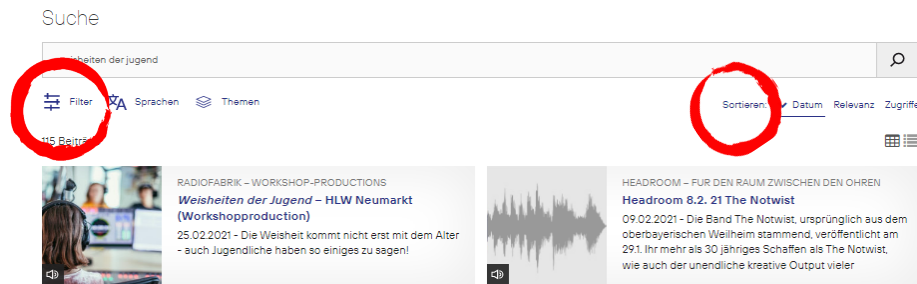 Suche
weisheiten der jugend
Filter Sprachen Themen
Sortieren: Datum Relevanz Zugriffe
115 Beiträge
RADIOFABRIK – WORKSHOP-PRODUCTIONS
Weisheiten der Jugend – HLW Neumarkt
(Workshopproduction)
25.02.2021 - Die Weisheit kommt nicht erst mit dem Alter
- auch Jugendliche haben so einiges zu sagen!
HEADROOM – FÜR DEN RAUM ZWISCHEN DEN OHREN
Headroom 8.2. 21 The Notwist
09.02.2021 - Die Band The Notwist, ursprünglich aus dem
oberbayerischen Weilheim stammend, veröffentlicht am
29.1. Ihr mehr als 30 jähriges Schaffen als The Notwist,
wie auch der unendliche kreative Output vieler